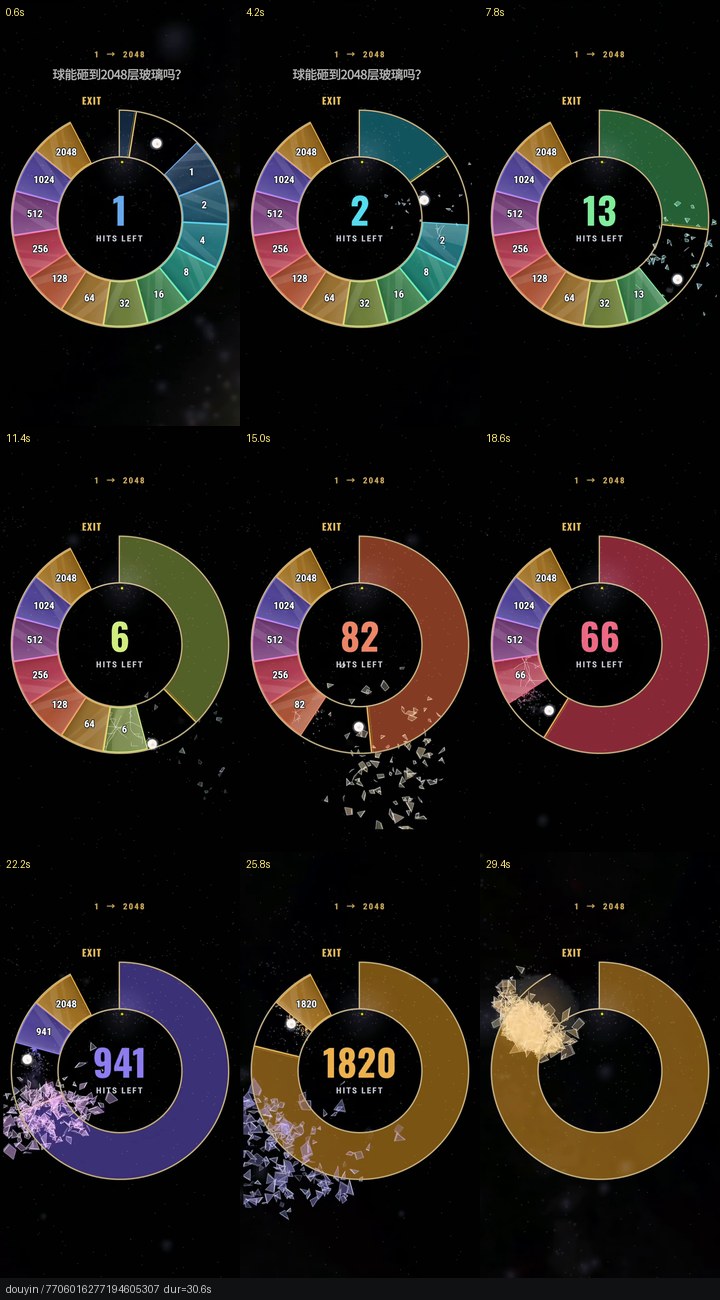 0.6s
1 → 2048
球能砸到2048层玻璃吗？
EXIT
2048
1024
512
256
128
64
32
16
8
4
2
1
1
HITS LEFT
4.2s
1 → 2048
球能砸到2048层玻璃吗？
EXIT
2048
1024
512
256
128
64
32
16
8
2
2
HITS LEFT
7.8s
1 → 2048
EXIT
2048
1024
512
256
128
64
32
13
13
HITS LEFT
11.4s
1 → 2048
EXIT
2048
1024
512
256
128
64
6
6
HITS LEFT
15.0s
1 → 2048
EXIT
2048
1024
512
256
82
82
HITS LEFT
18.6s
1 → 2048
EXIT
2048
1024
512
66
66
HITS LEFT
22.2s
1 → 2048
EXIT
2048
941
941
HITS LEFT
25.8s
1 → 2048
EXIT
1820
1820
HITS LEFT
29.4s
1 → 2048
EXIT
douyin / 7706016277194605307 dur=30.6s